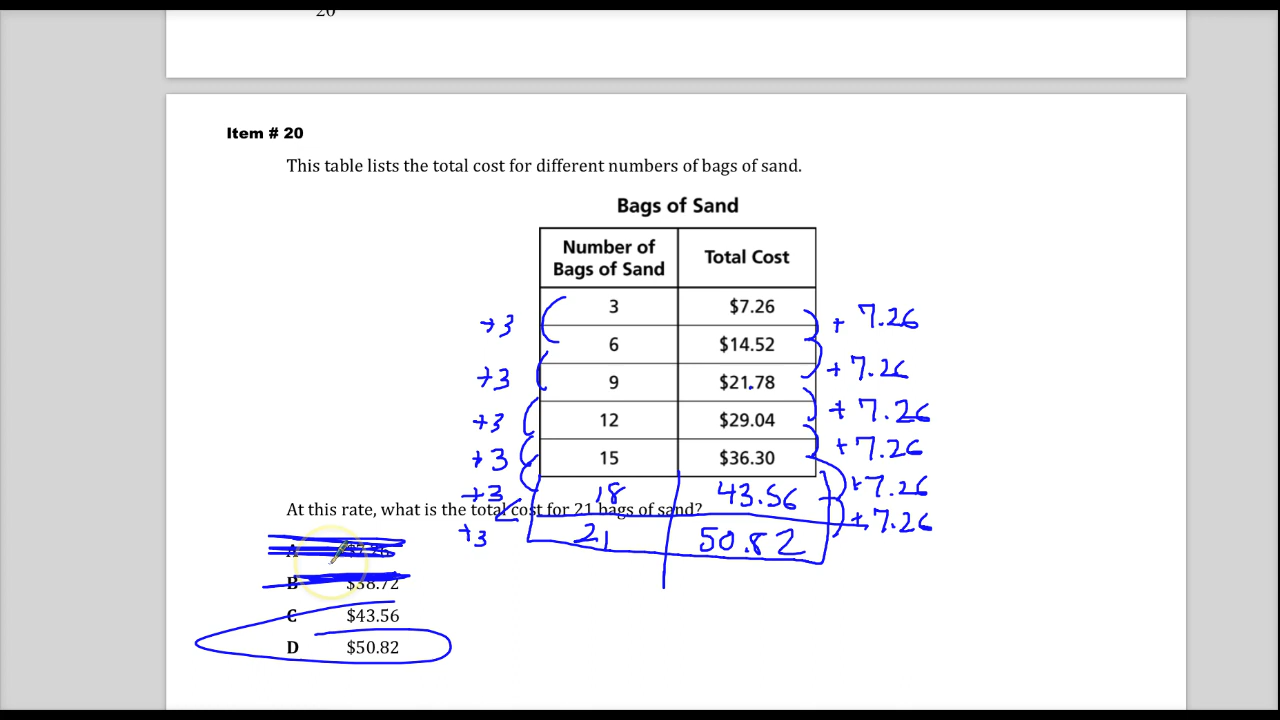 20
Item # 20
This table lists the total cost for different numbers of bags of sand.
Bags of Sand
Number of Bags of Sand Total Cost
3 $7.26
+3 + 7.26
6 $14.52
+3 + 7.26
9 $21.78
+3 + 7.26
12 $29.04
+3 + 7.26
15 $36.30
+3 18 43.56 + 7.26
At this rate, what is the total cost for 21 bags of sand?
+3 21 50.82 + 7.26
A
B $38.72
C $43.56
D $50.82